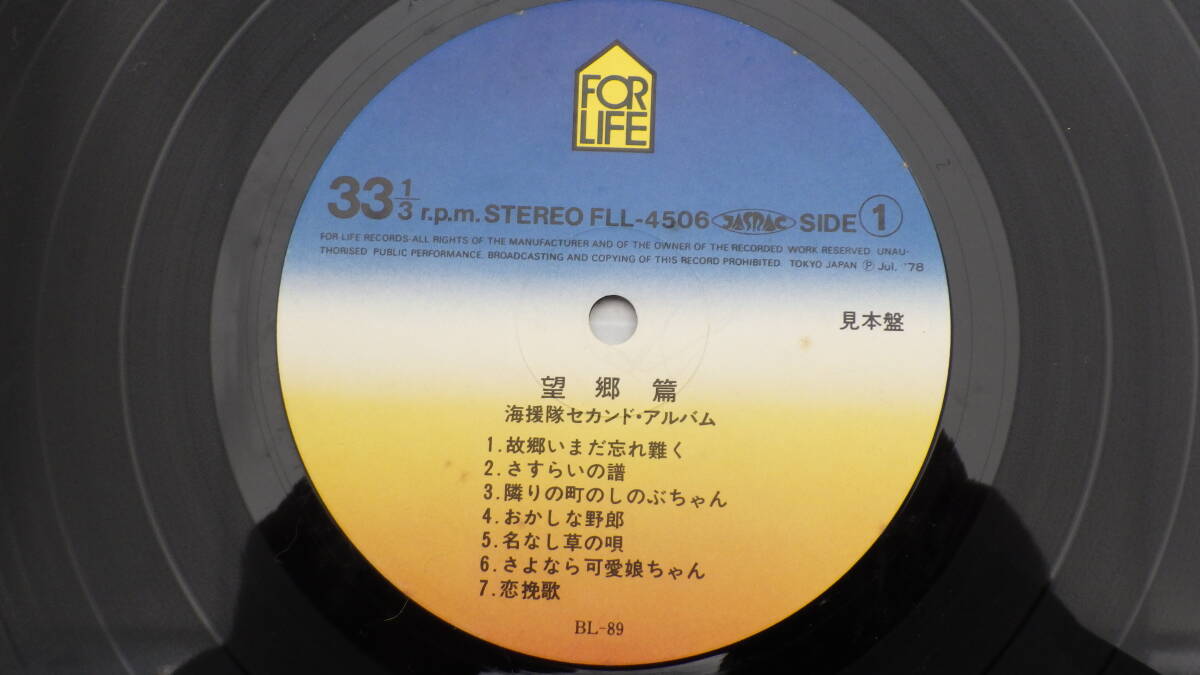 FOR
LIFE
33 1/3 r.p.m. STEREO FLL-4506 JASRAC SIDE 1
FOR LIFE RECORDS-ALL RIGHTS OF THE MANUFACTURER AND OF THE OWNER OF THE RECORDED WORK RESERVED. UNAU-
THORISED PUBLIC PERFORMANCE. BROADCASTING AND COPYING OF THIS RECORD PROHIBITED. TOKYO JAPAN Ⓟ Jul. '78
見本盤
望郷篇
海援隊セカンド・アルバム
1.故郷いまだ忘れ難く
2.さすらいの譜
3.隣りの町のしのぶちゃん
4.おかしな野郎
5.名なし草の唄
6.さよなら可愛娘ちゃん
7.恋挽歌
BL-89